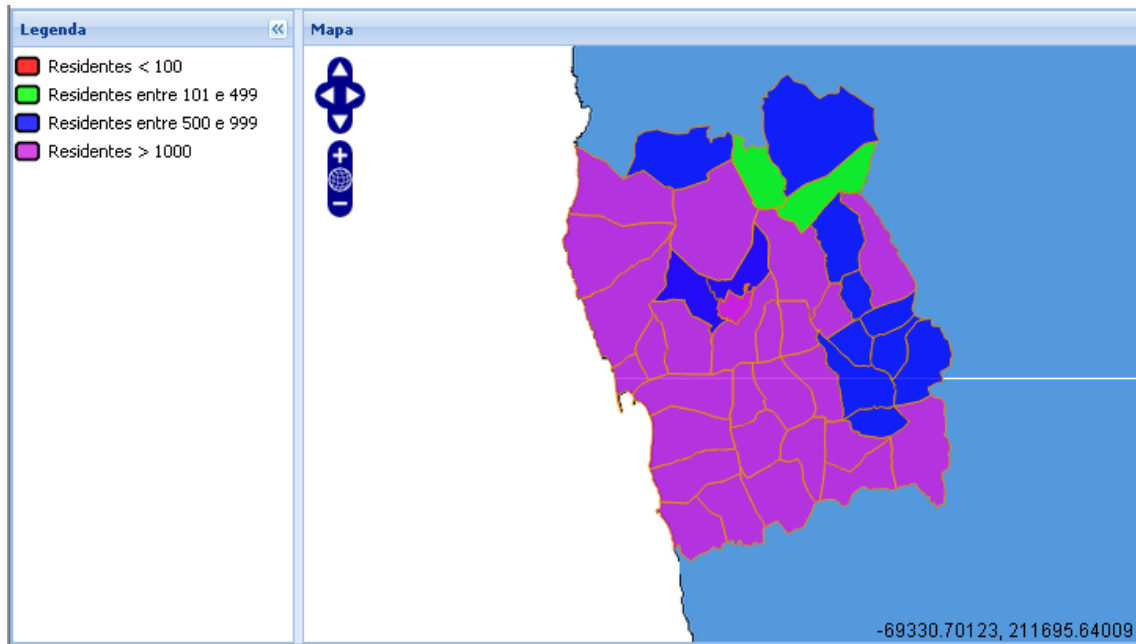 Legenda
Residentes < 100
Residentes entre 101 e 499
Residentes entre 500 e 999
Residentes > 1000
Mapa
-69330.70123, 211695.64009